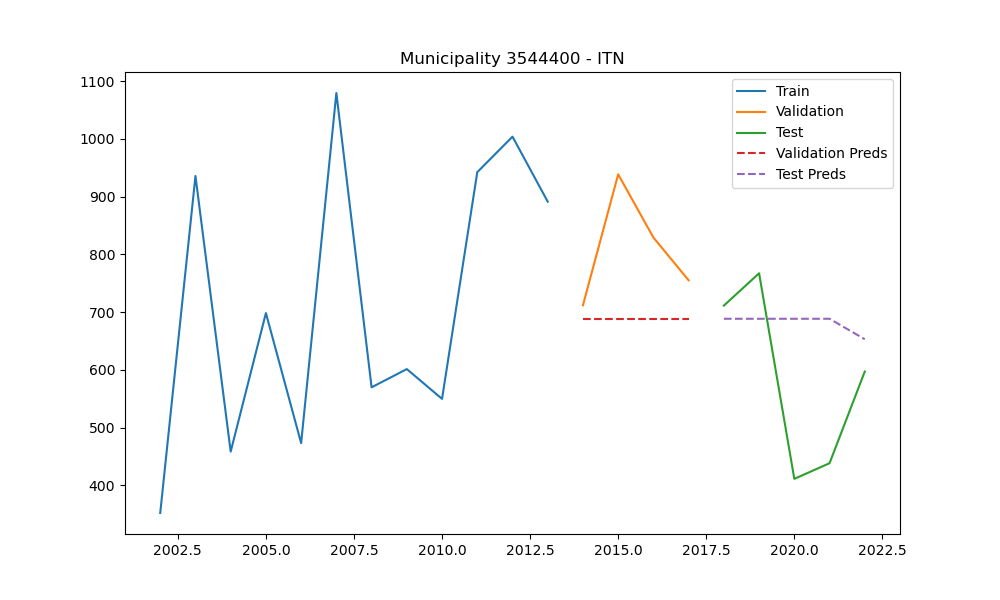 Municipality 3544400 - ITN
1100
1000
900
800
700
600
500
400
2002.5 2005.0 2007.5 2010.0 2012.5 2015.0 2017.5 2020.0 2022.5
Train
Validation
Test
Validation Preds
Test Preds